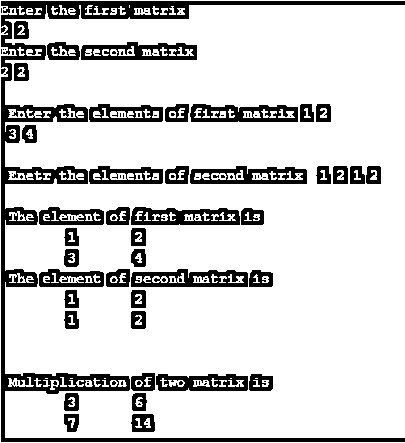 Enter the first matrix
2 2
Enter the second matrix
2 2
Enter the elements of first matrix 1 2
3 4
Enetr the elements of second matrix 1 2 1 2
The element of first matrix is
1 2
3 4
The element of second matrix is
1 2
1 2
Multiplication of two matrix is
3 6
7 14